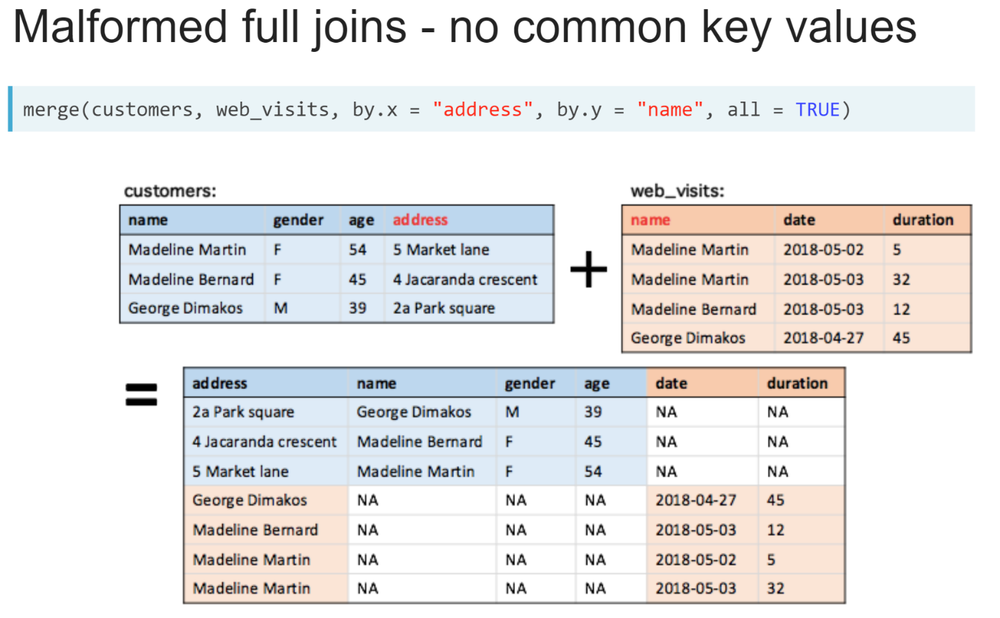 Malformed full joins - no common key values
merge(customers, web_visits, by.x = "address", by.y = "name", all = TRUE)
customers:
name gender age address
Madeline Martin F 54 5 Market lane
Madeline Bernard F 45 4 Jacaranda crescent
George Dimakos M 39 2a Park square
+
web_visits:
name date duration
Madeline Martin 2018-05-02 5
Madeline Martin 2018-05-03 32
Madeline Bernard 2018-05-03 12
George Dimakos 2018-04-27 45
=
address name gender age date duration
2a Park square George Dimakos M 39 NA NA
4 Jacaranda crescent Madeline Bernard F 45 NA NA
5 Market lane Madeline Martin F 54 NA NA
George Dimakos NA NA NA 2018-04-27 45
Madeline Bernard NA NA NA 2018-05-03 12
Madeline Martin NA NA NA 2018-05-02 5
Madeline Martin NA NA NA 2018-05-03 32